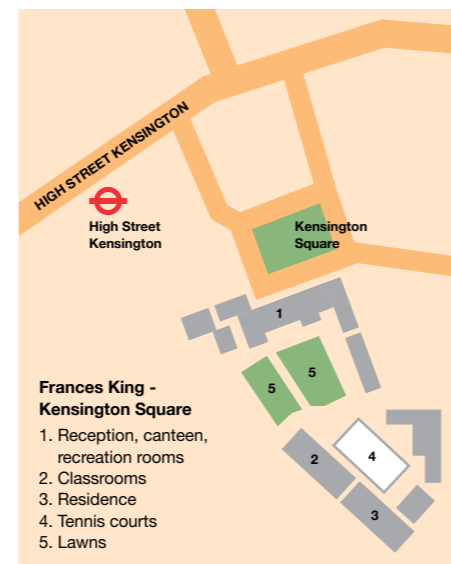 HIGH STREET KENSINGTON
High Street
Kensington
Kensington
Square
1
5
5
2
4
3
Frances King -
Kensington Square
1. Reception, canteen,
recreation rooms
2. Classrooms
3. Residence
4. Tennis courts
5. Lawns